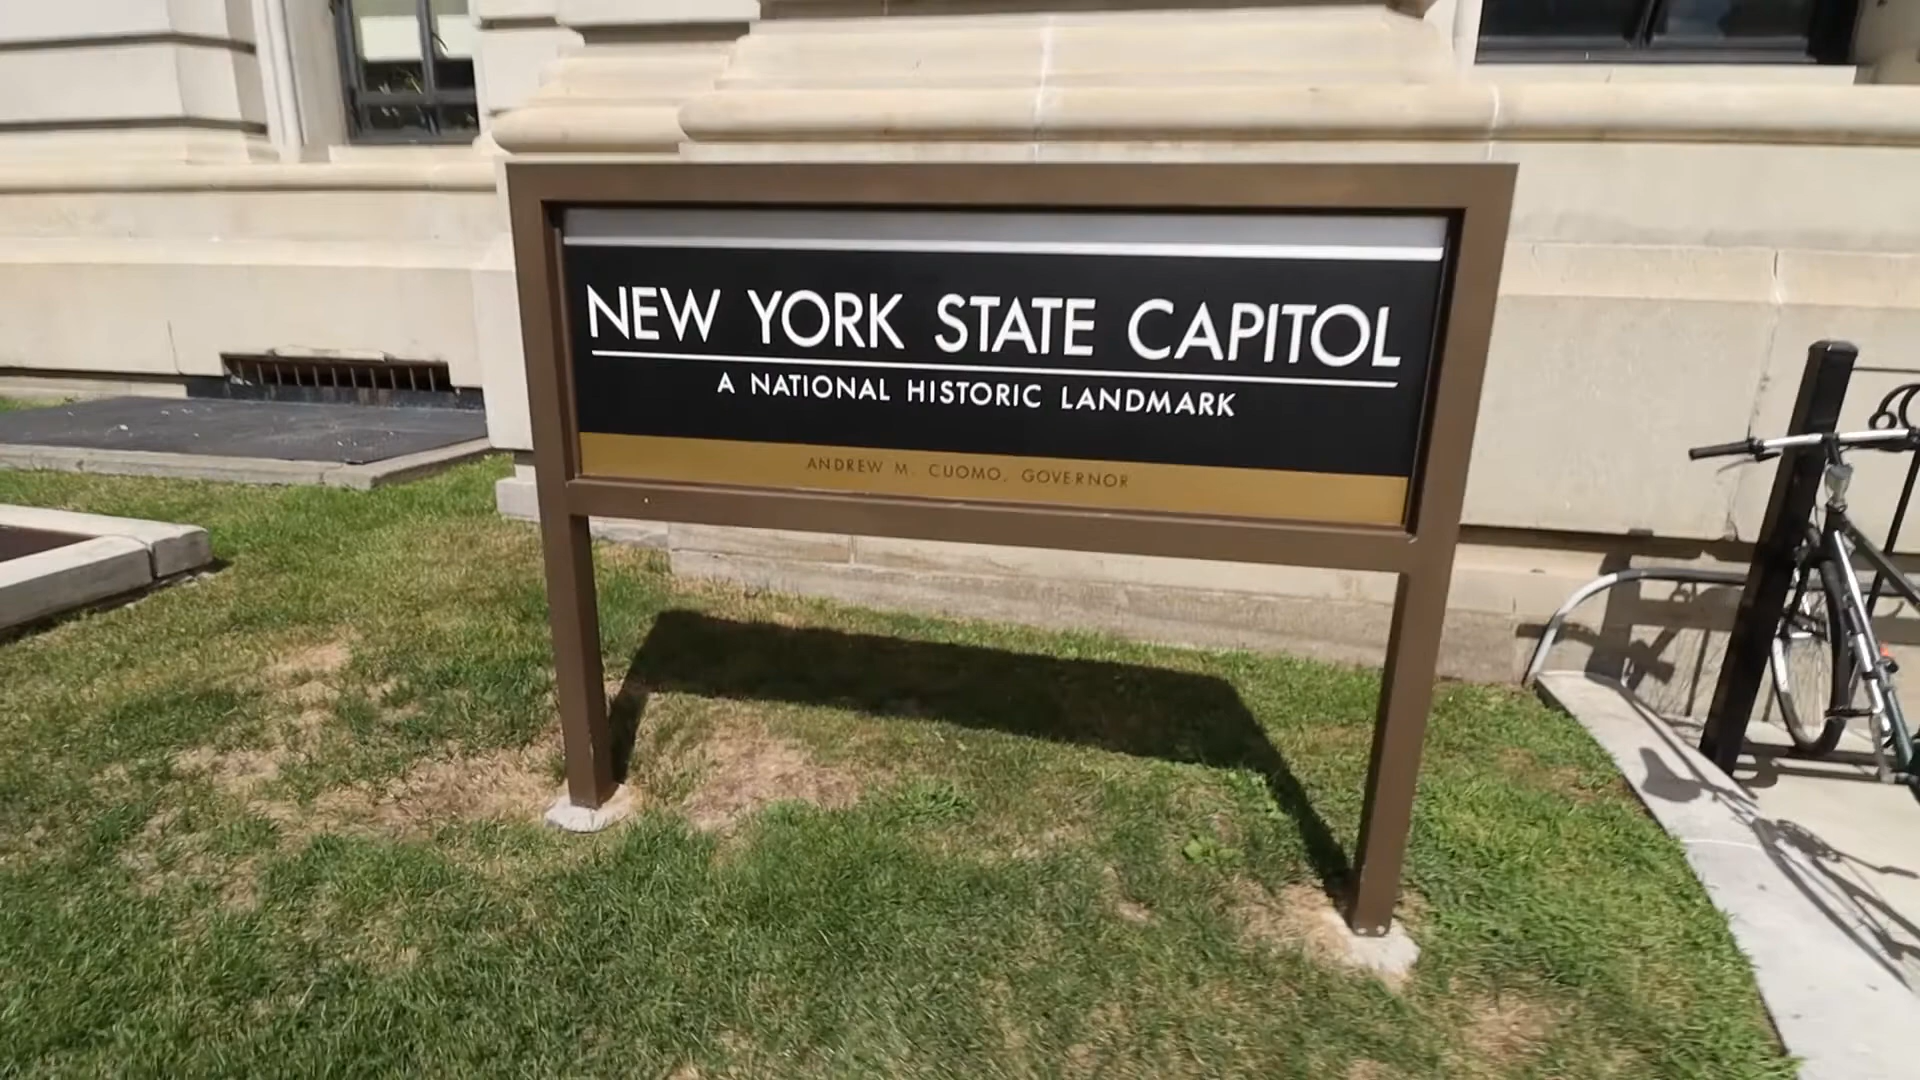 NEW YORK STATE CAPITOL
A NATIONAL HISTORIC LANDMARK
ANDREW M. CUOMO, GOVERNOR